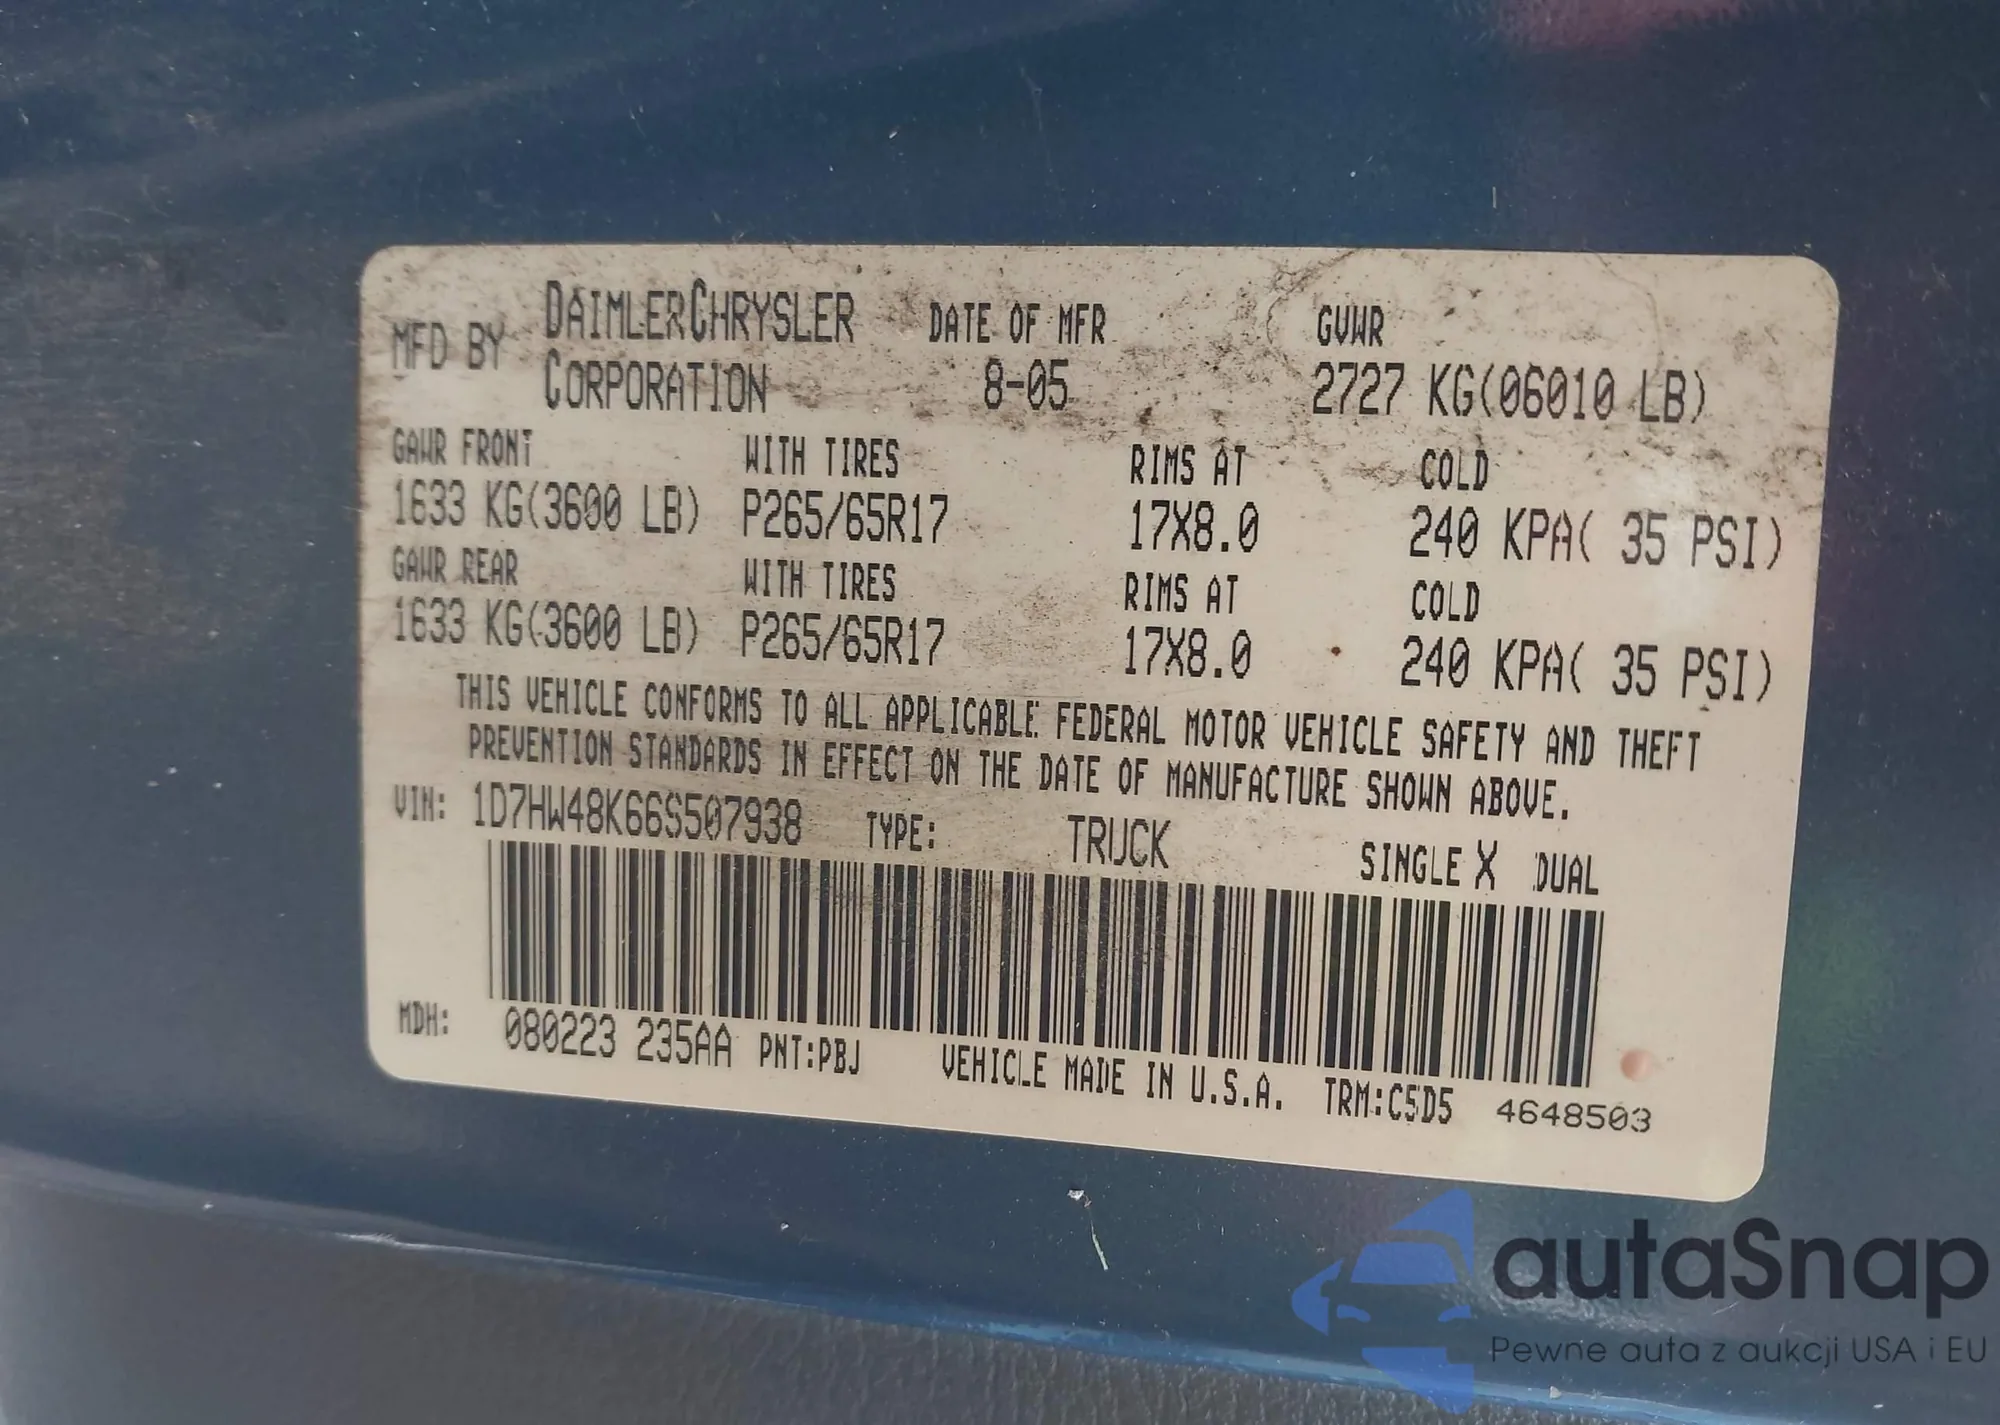 MFD BY DAIMLERCHRYSLER CORPORATION
DATE OF MFR
8-05
GVWR
2727 KG(06010 LB)
GAWR FRONT WITH TIRES RIMS AT COLD
1633 KG(3600 LB) P265/65R17 17X8.0 240 KPA( 35 PSI)
GAWR REAR WITH TIRES RIMS AT COLD
1633 KG(3600 LB) P265/65R17 17X8.0 240 KPA( 35 PSI)
THIS VEHICLE CONFORMS TO ALL APPLICABLE FEDERAL MOTOR VEHICLE SAFETY AND THEFT
PREVENTION STANDARDS IN EFFECT ON THE DATE OF MANUFACTURE SHOWN ABOVE.
VIN: 1D7HW48K66S507938 TYPE: TRUCK SINGLE X DUAL
MDH: 080223 235AA PNT:PBJ VEHICLE MADE IN U.S.A. TRM:C5D5 4648503
autaSnap
Pewne auta z aukcji USA i EU